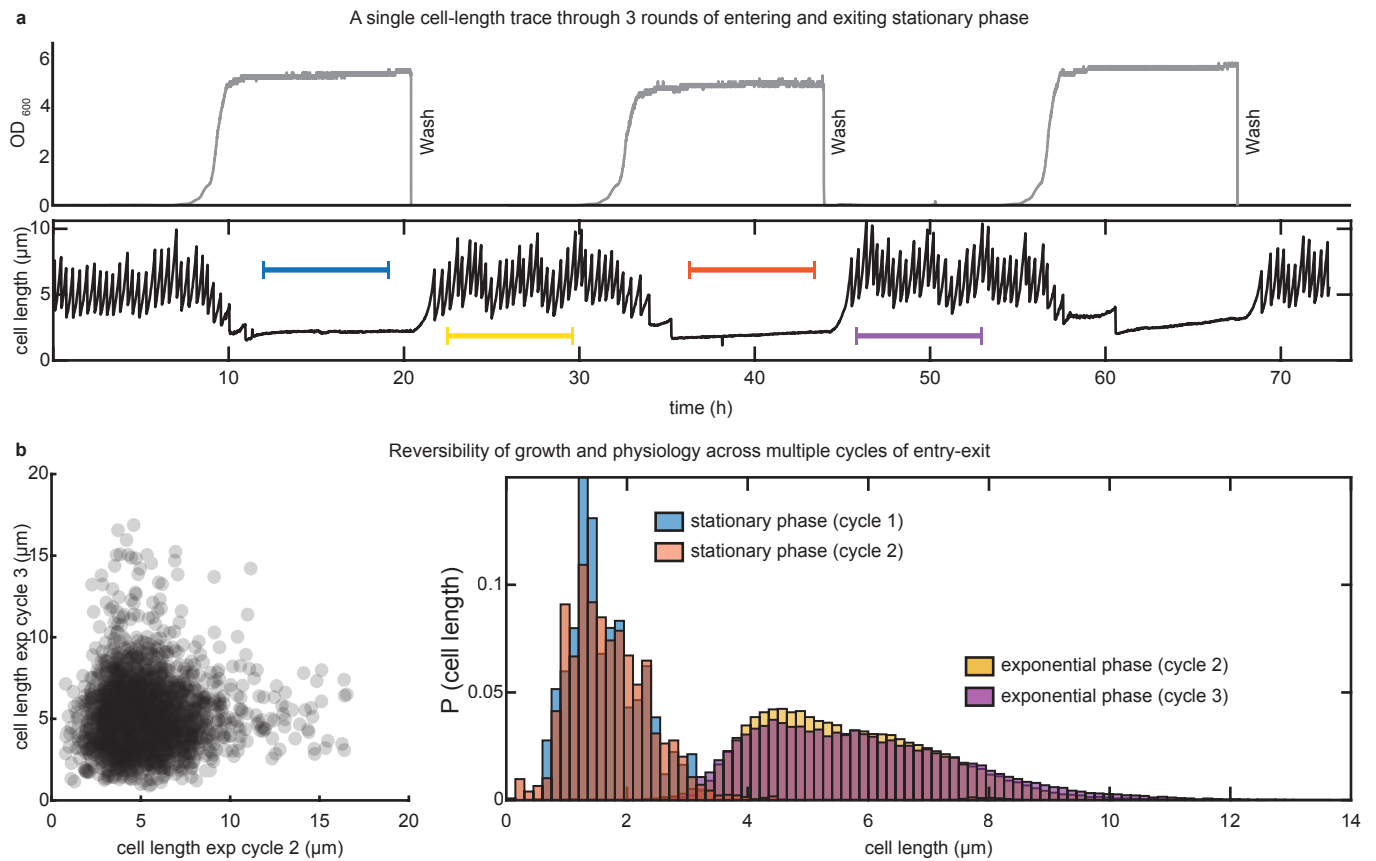 a
A single cell-length trace through 3 rounds of entering and exiting stationary phase
OD 600
6
4
2
0
Wash
Wash
Wash
cell length (μm)
10
5
0
10 20 30 40 50 60 70
time (h)
b
Reversibility of growth and physiology across multiple cycles of entry-exit
cell length exp cycle 3 (μm)
20
15
10
5
0
0 5 10 15 20
cell length exp cycle 2 (μm)
P (cell length)
0.1
0.05
0
stationary phase (cycle 1)
stationary phase (cycle 2)
exponential phase (cycle 2)
exponential phase (cycle 3)
0 2 4 6 8 10 12 14
cell length (μm)